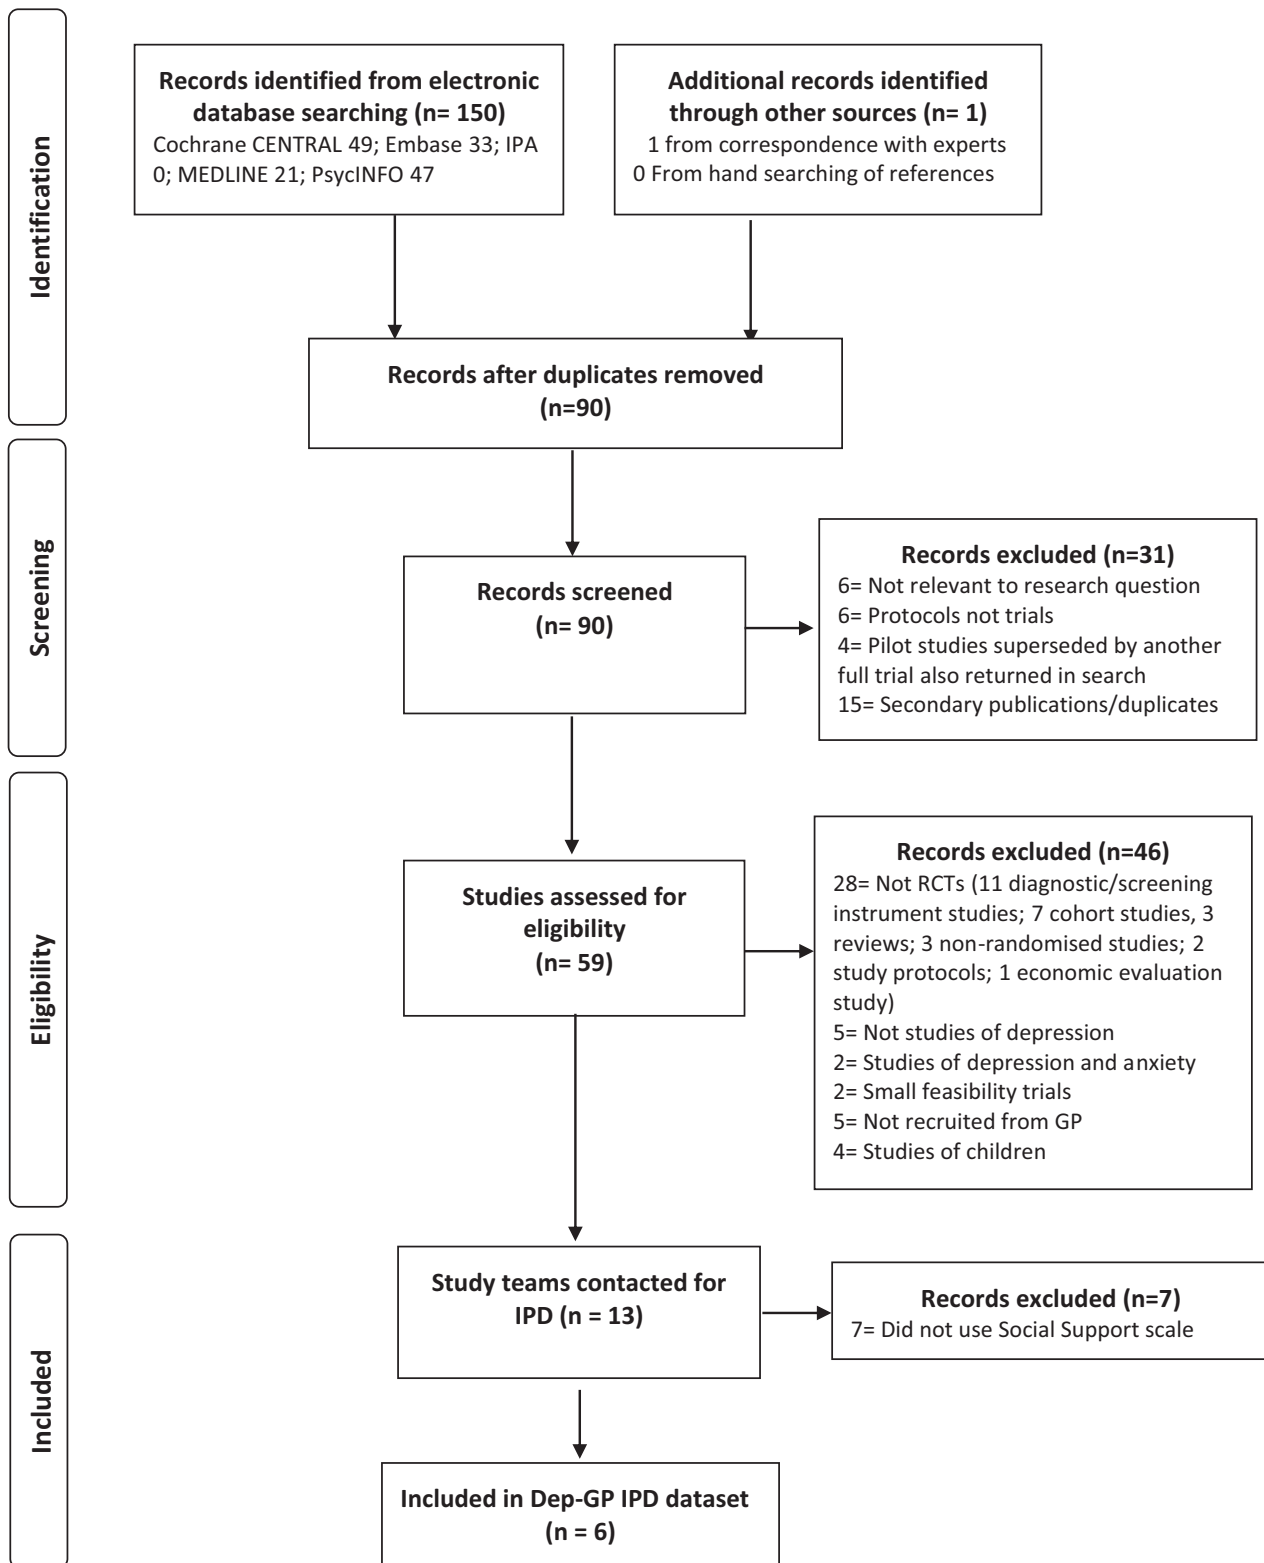 Identification
Records identified from electronic
database searching (n= 150)
Cochrane CENTRAL 49; Embase 33; IPA
0; MEDLINE 21; PsycINFO 47
Additional records identified
through other sources (n= 1)
1 from correspondence with experts
0 From hand searching of references
Records after duplicates removed
(n=90)
Screening
Records screened
(n= 90)
Records excluded (n=31)
6= Not relevant to research question
6= Protocols not trials
4= Pilot studies superseded by another
full trial also returned in search
15= Secondary publications/duplicates
Eligibility
Studies assessed for
eligibility
(n= 59)
Records excluded (n=46)
28= Not RCTs (11 diagnostic/screening
instrument studies; 7 cohort studies, 3
reviews; 3 non-randomised studies; 2
study protocols; 1 economic evaluation
study)
5= Not studies of depression
2= Studies of depression and anxiety
2= Small feasibility trials
5= Not recruited from GP
4= Studies of children
Included
Study teams contacted for
IPD (n = 13)
Records excluded (n=7)
7= Did not use Social Support scale
Included in Dep-GP IPD dataset
(n = 6)